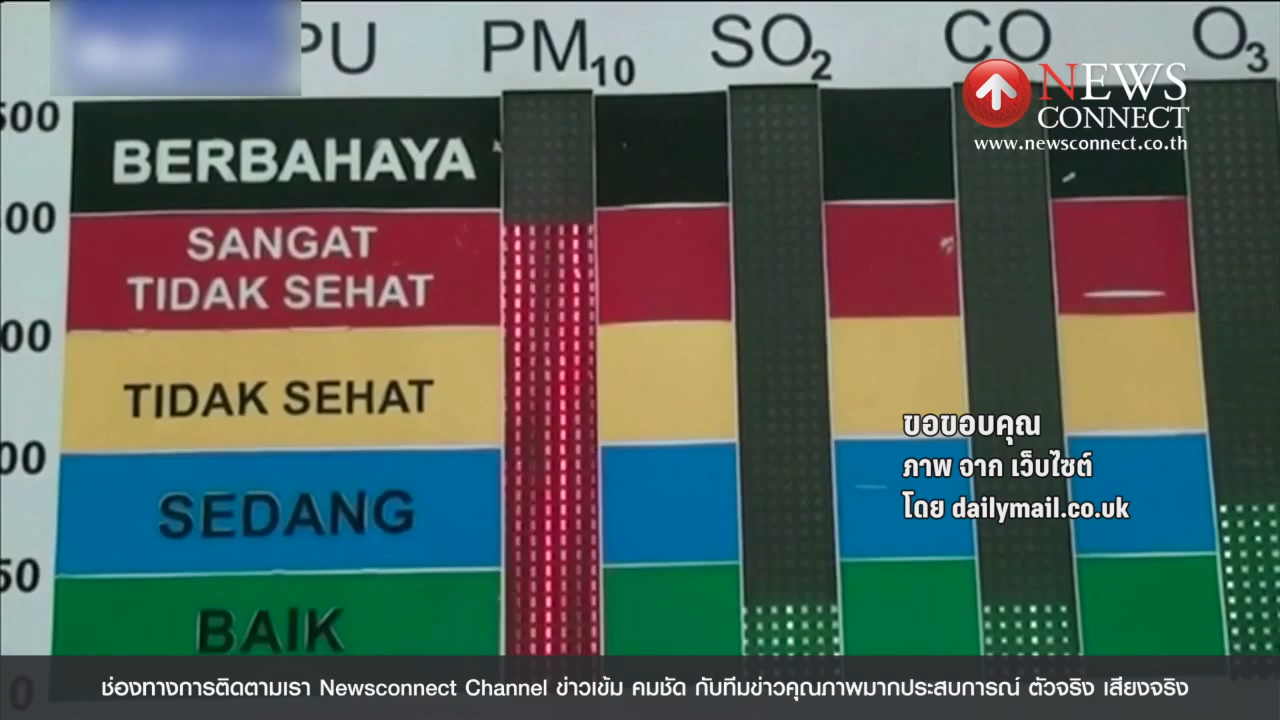 PM10 SO2 CO O3
NEWS
CONNECT
www.newsconnect.co.th
BERBAHAYA
SANGAT
TIDAK SEHAT
TIDAK SEHAT
SEDANG
BAIK
50
0
ขอขอบคุณ
ภาพ จาก เว็บไซต์
โดย dailymail.co.uk
ช่องทางการติดตามเรา Newsconnect Channel ข่าวเข้ม คมชัด กับทีมข่าวคุณภาพมากประสบการณ์ ตัวจริง เสียงจริง